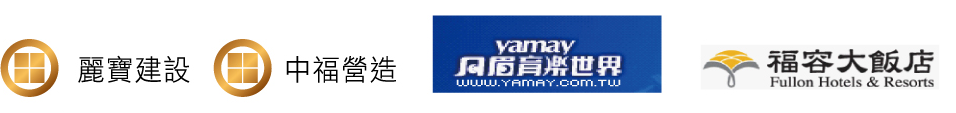 麗寶建設
中福營造
yamay
月眉育樂世界
WWW.YAMAY.COM.TW
福容大飯店
Fullon Hotels & Resorts